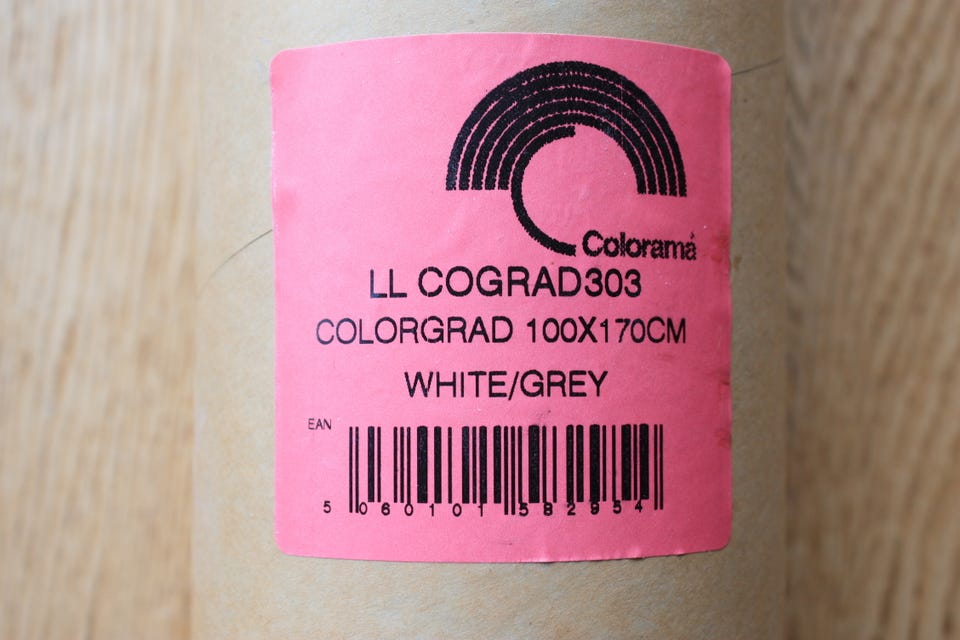 Colorama
LL COGRAD303
COLORGRAD 100X170CM
WHITE/GREY
EAN
5 060101 582954